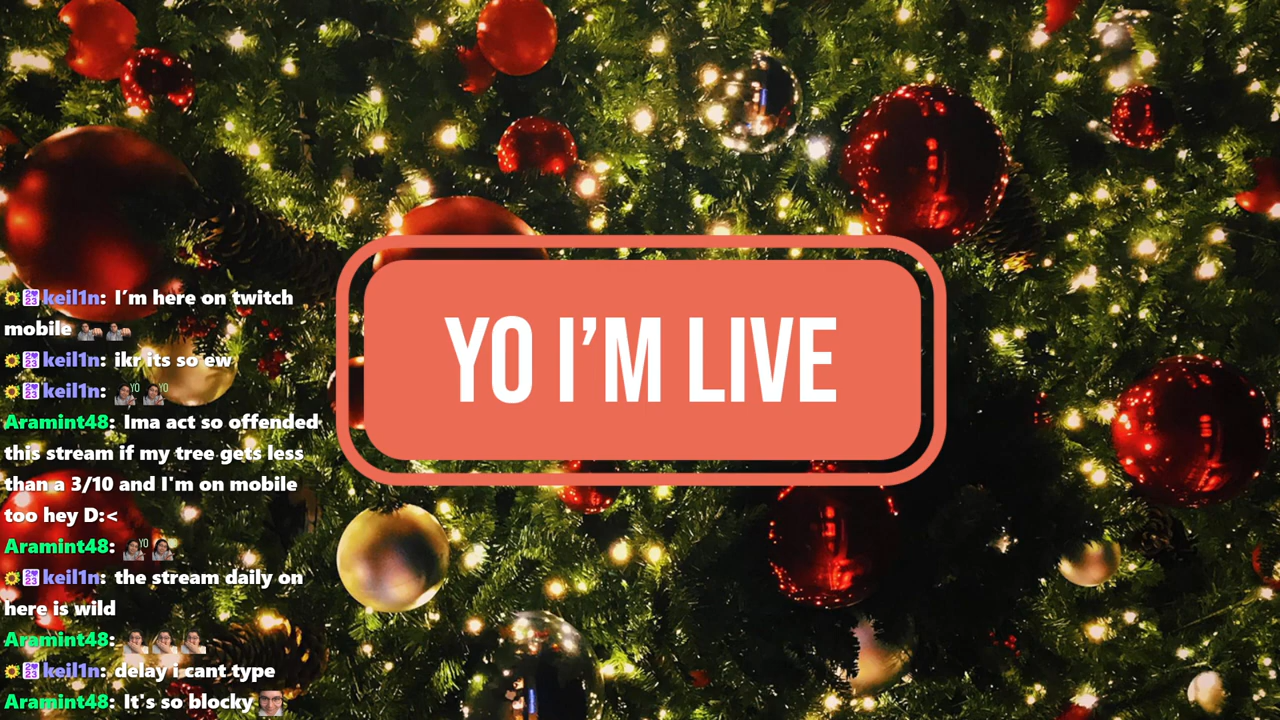 YO I’M LIVE
keil1n: I’m here on twitch
mobile
keil1n: ikr its so ew
keil1n:
Aramint48: Ima act so offended
this stream if my tree gets less
than a 3/10 and I'm on mobile
too hey D:<
Aramint48:
keil1n: the stream daily on
here is wild
Aramint48:
keil1n: delay i cant type
Aramint48: It's so blocky